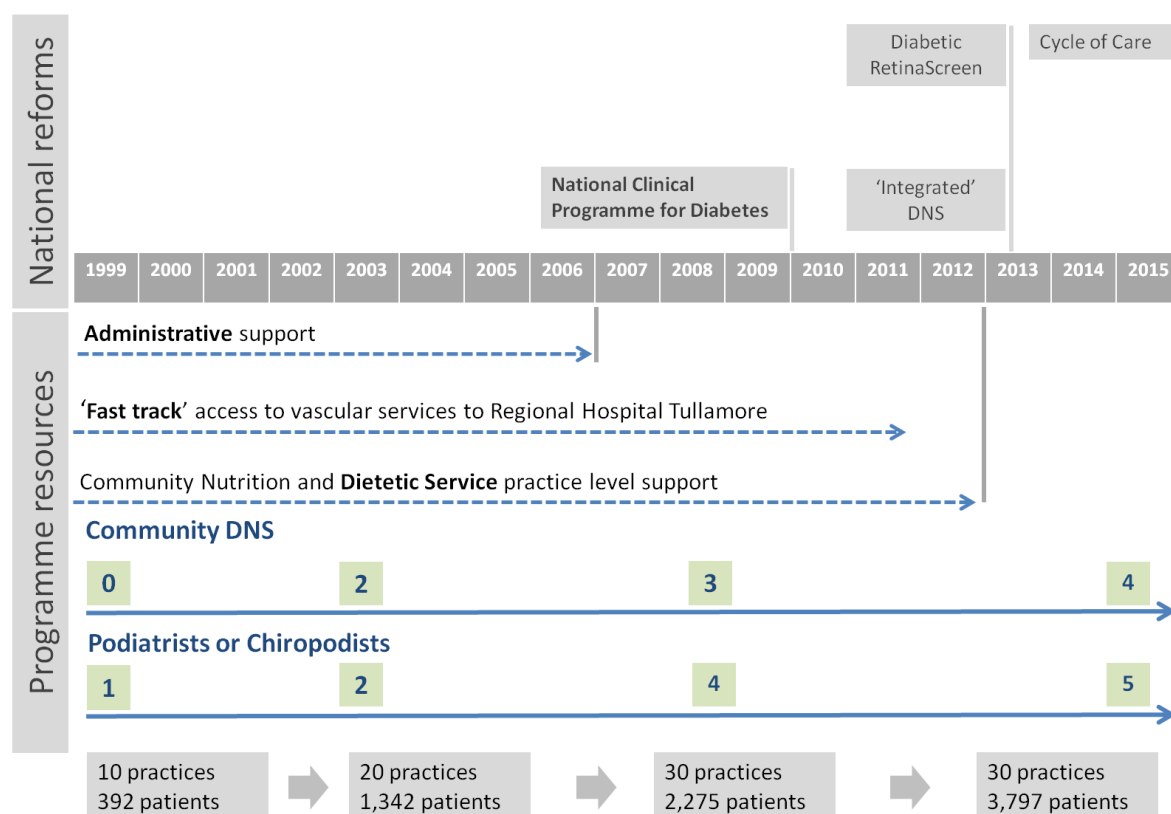 National reforms
Diabetic
RetinaScreen
Cycle of Care
National Clinical
Programme for Diabetes
‘Integrated’
DNS
1999 2000 2001 2002 2003 2004 2005 2006 2007 2008 2009 2010 2011 2012 2013 2014 2015
Programme resources
Administrative support
‘Fast track’ access to vascular services to Regional Hospital Tullamore
Community Nutrition and Dietetic Service practice level support
Community DNS
0 2 3 4
Podiatrists or Chiropodists
1 2 4 5
10 practices
392 patients
20 practices
1,342 patients
30 practices
2,275 patients
30 practices
3,797 patients